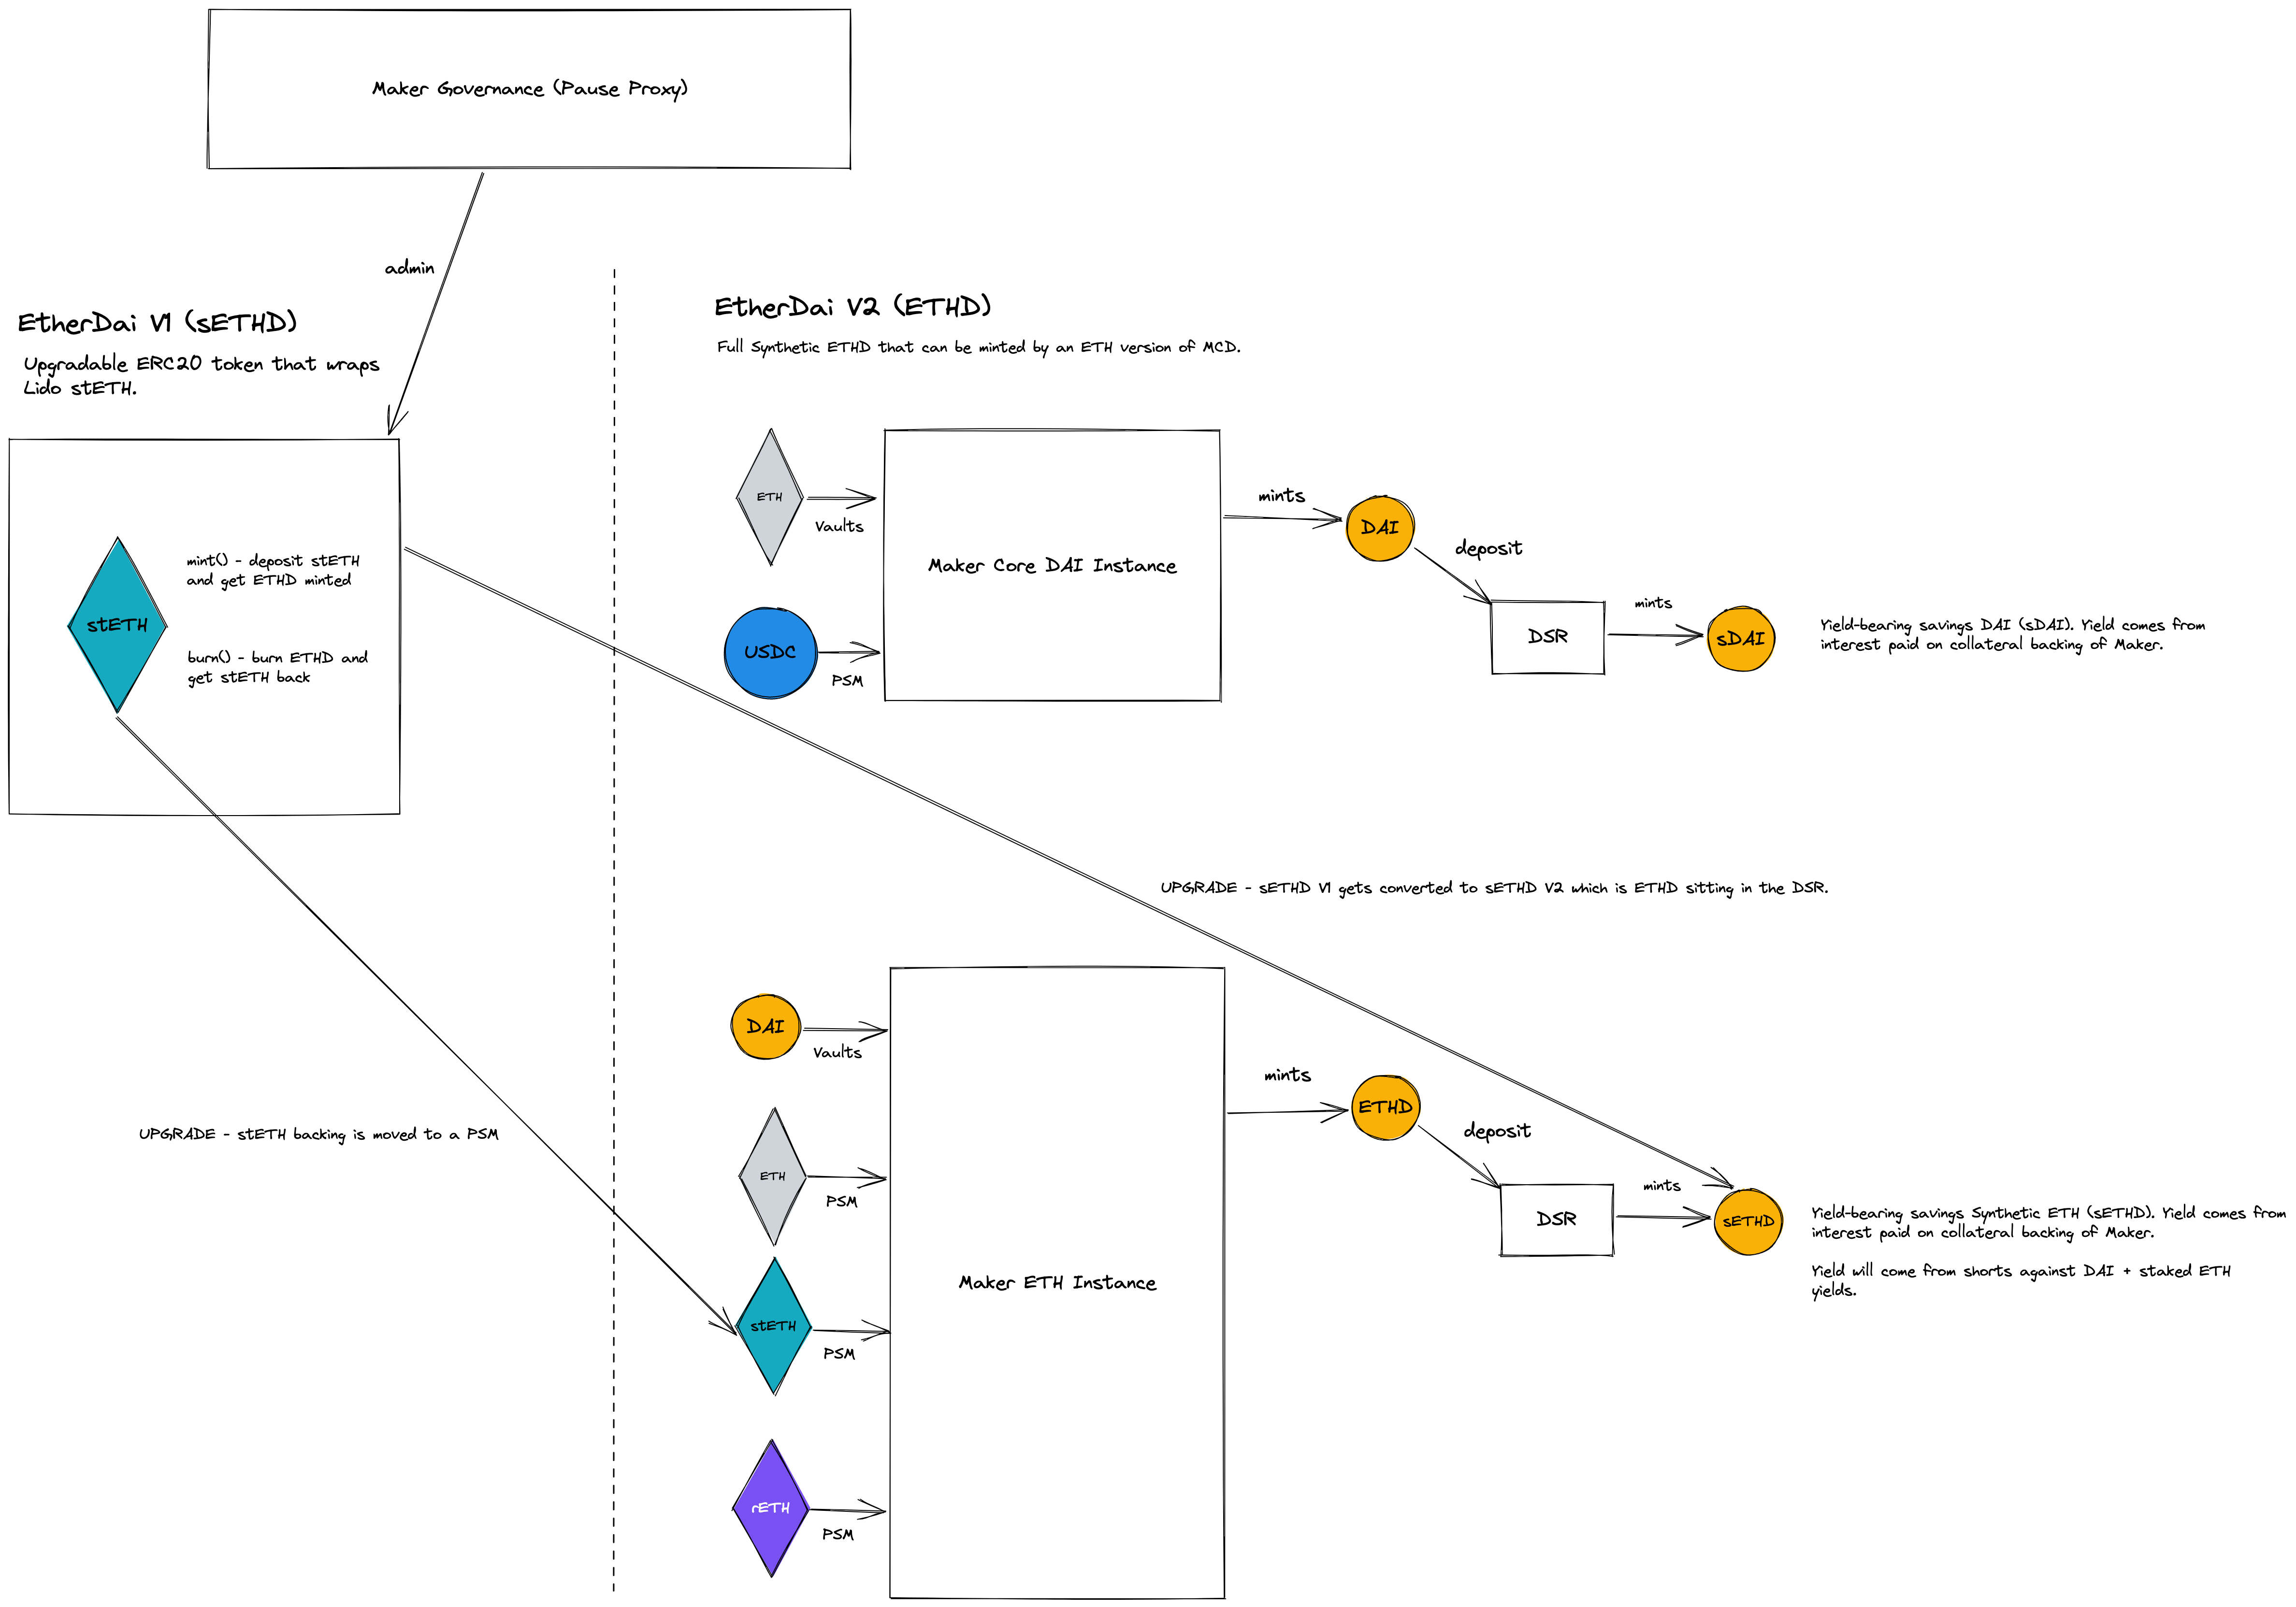 Maker Governance (Pause Proxy)
admin
EtherDai V1 (sETHD)
Upgradable ERC20 token that wraps
Lido stETH.
stETH
mint() - deposit stETH
and get ETHD minted
burn() - burn ETHD and
get stETH back
UPGRADE - stETH backing is moved to a PSM
EtherDai V2 (ETHD)
Full Synthetic ETHD that can be minted by an ETH version of MCD.
ETH
Vaults
USDC
PSM
Maker Core DAI Instance
mints
DAI
deposit
DSR
mints
sDAI
Yield-bearing savings DAI (sDAI). Yield comes from
interest paid on collateral backing of Maker.
UPGRADE - sETHD V1 gets converted to sETHD V2 which is ETHD sitting in the DSR.
DAI
Vaults
ETH
PSM
stETH
PSM
rETH
PSM
Maker ETH Instance
mints
ETHD
deposit
DSR
mints
sETHD
Yield-bearing savings Synthetic ETH (sETHD). Yield comes from
interest paid on collateral backing of Maker.
Yield will come from shorts against DAI + staked ETH
yields.